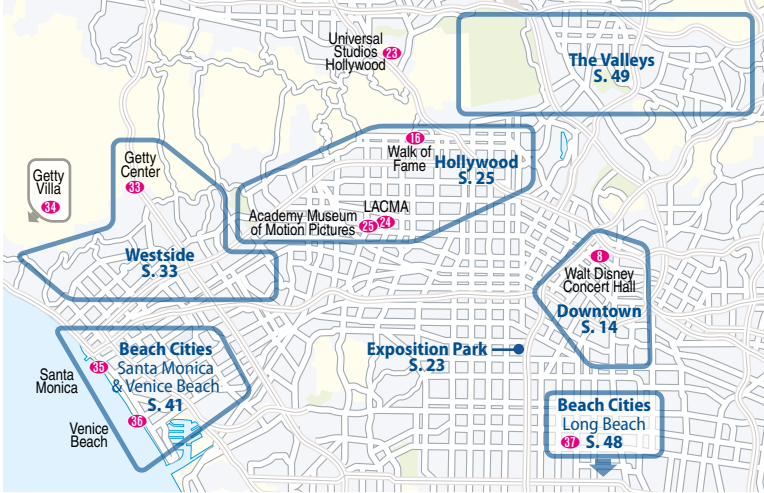 Universal
Studios
Hollywood
23
The Valleys
S. 49
16
Walk of
Fame
Hollywood
S. 25
Getty
Center
33
Getty
Villa
34
LACMA
24
Academy Museum
of Motion Pictures
25
Westside
S. 33
8
Walt Disney
Concert Hall
Downtown
S. 14
Beach Cities
Santa Monica
& Venice Beach
S. 41
35
Santa
Monica
36
Venice
Beach
Exposition Park
S. 23
Beach Cities
Long Beach
37 S. 48